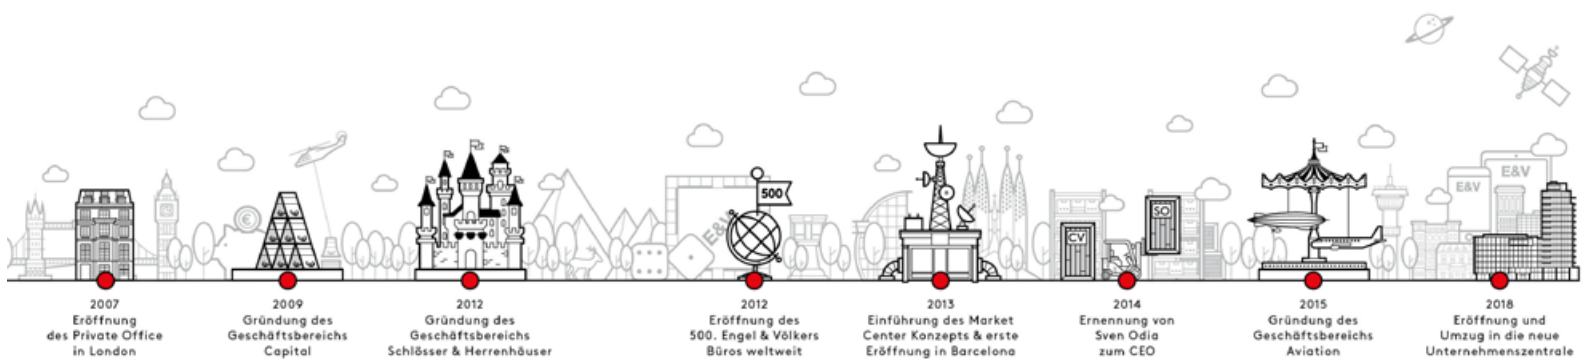 2007
Eröffnung
des Private Office
in London
2009
Gründung des
Geschäftsbereichs
Capital
2012
Gründung des
Geschäftsbereichs
Schlösser & Herrenhäuser
E&V
500
2012
Eröffnung des
500. Engel & Völkers
Büros weltweit
2013
Einführung des Market
Center Konzepts & erste
Eröffnung in Barcelona
CV
SO
2014
Ernennung von
Sven Odia
zum CEO
2015
Gründung des
Geschäftsbereichs
Aviation
E&V
E&V
2018
Eröffnung und
Umzug in die neue
Unternehmenszentrale